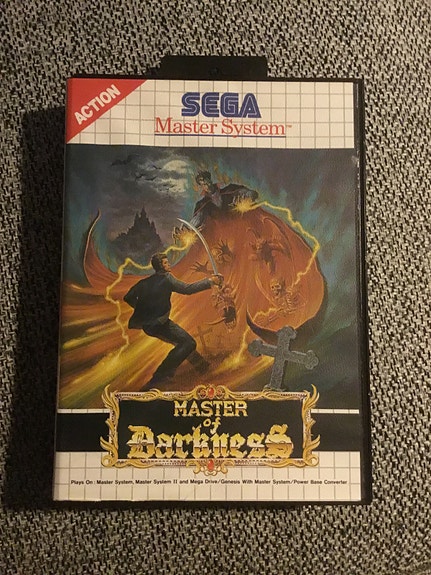 ACTION
SEGA
Master System™
MASTER
of
Darkness
Plays On: Master System, Master System II and Mega Drive/Genesis With Master System/Power Base Converter